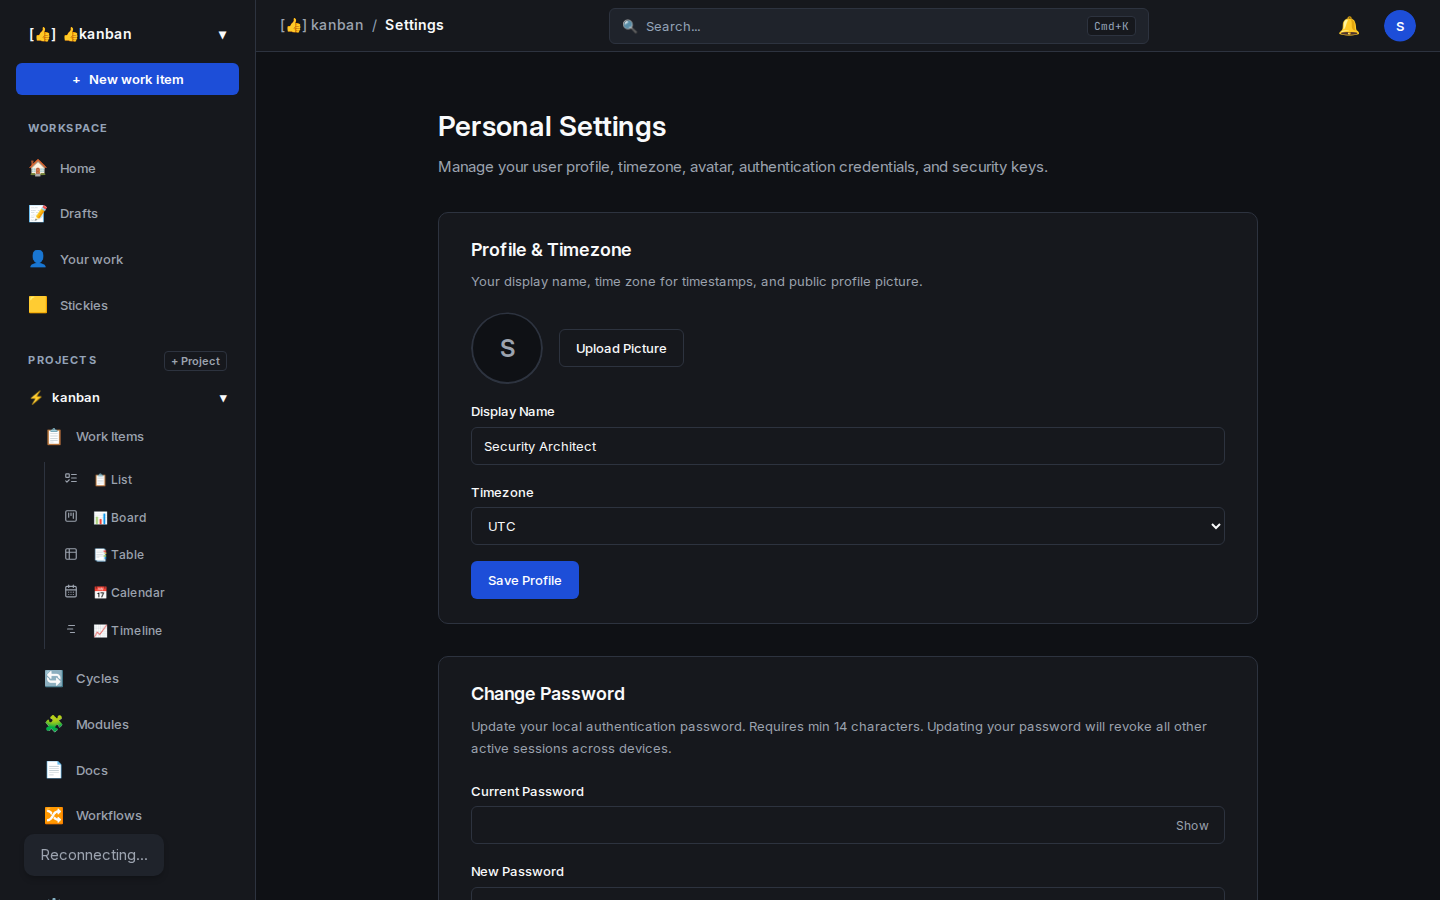 [👍] 👍kanban ▾
+ New work item
WORKSPACE
🏠 Home
📝 Drafts
👤 Your work
🟨 Stickies
PROJECTS
+ Project
⚡ kanban ▾
📋 Work Items
📋 List
📊 Board
📑 Table
📅 Calendar
📈 Timeline
🔄 Cycles
🧩 Modules
📄 Docs
🔀 Workflows
Reconnecting...
[👍] kanban / Settings
🔍 Search...
Cmd+K
🔔
S
Personal Settings
Manage your user profile, timezone, avatar, authentication credentials, and security keys.
Profile & Timezone
Your display name, time zone for timestamps, and public profile picture.
S
Upload Picture
Display Name
Security Architect
Timezone
UTC
Save Profile
Change Password
Update your local authentication password. Requires min 14 characters. Updating your password will revoke all other
active sessions across devices.
Current Password
Show
New Password